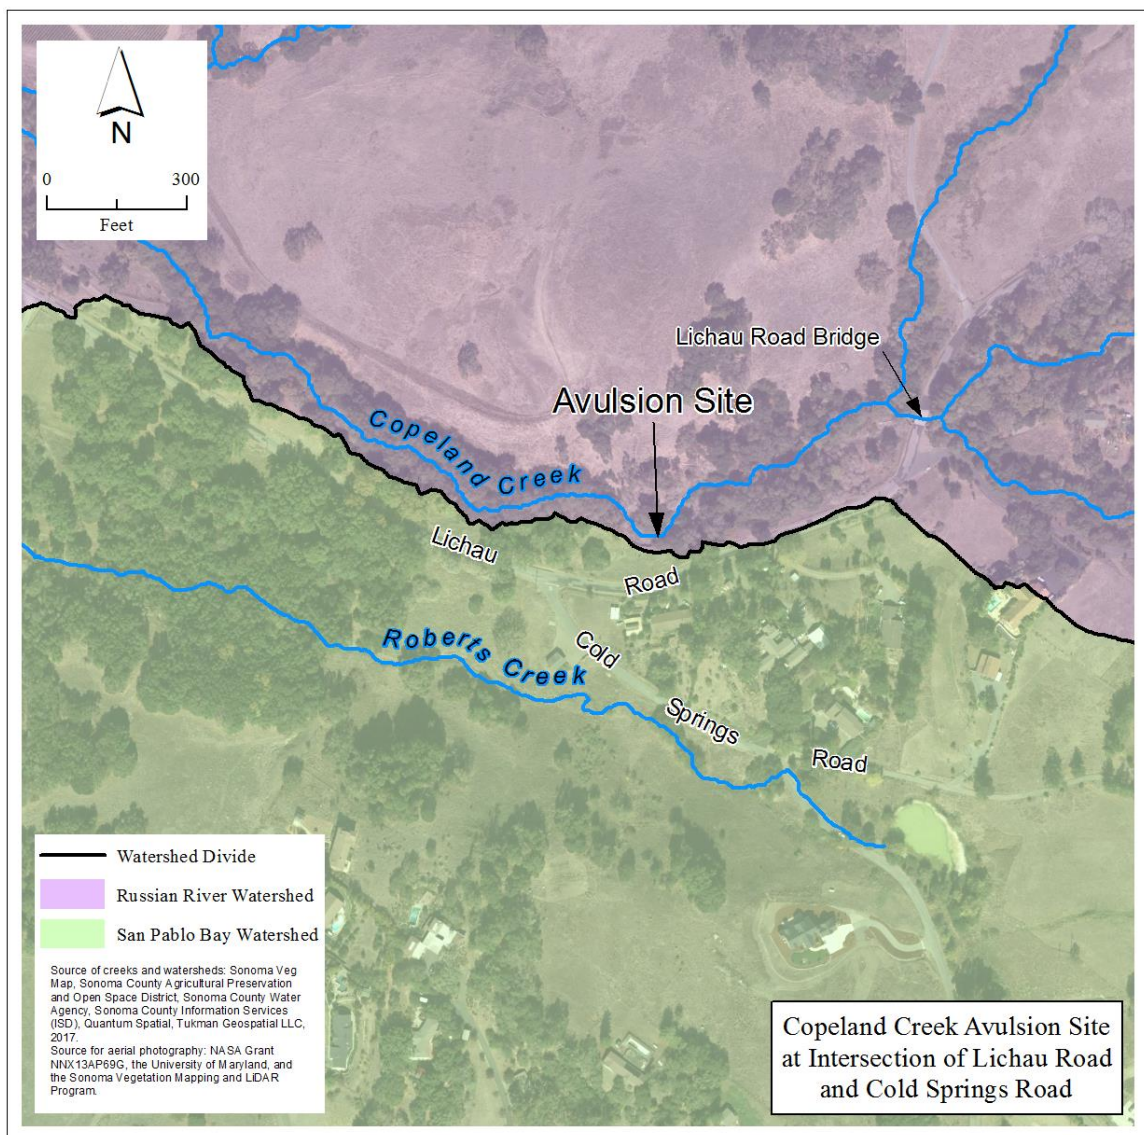 N
0 300
Feet
Lichau Road Bridge
Avulsion Site
Copeland Creek
Lichau Road
Roberts Creek
Cold Springs Road
Watershed Divide
Russian River Watershed
San Pablo Bay Watershed
Source of creeks and watersheds: Sonoma Veg
Map, Sonoma County Agricultural Preservation
and Open Space District, Sonoma County Water
Agency, Sonoma County Information Services
(ISD), Quantum Spatial, Tukman Geospatial LLC,
2017.
Source for aerial photography: NASA Grant
NNX13AP69G, the University of Maryland, and
the Sonoma Vegetation Mapping and LiDAR
Program.
Copeland Creek Avulsion Site
at Intersection of Lichau Road
and Cold Springs Road